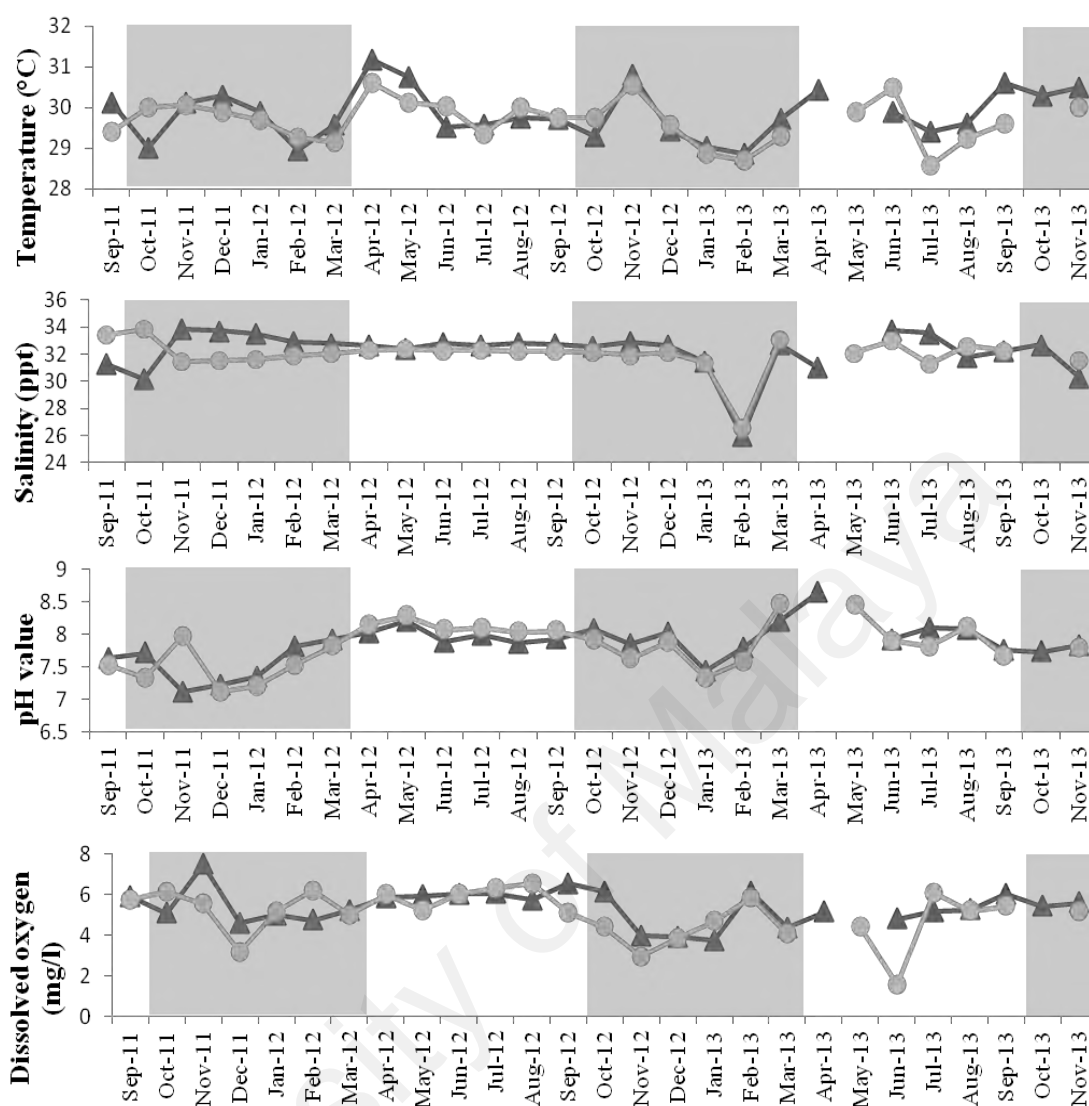 Temperature (°C)
32
31
30
29
28
Sep-11
Oct-11
Nov-11
Dec-11
Jan-12
Feb-12
Mar-12
Apr-12
May-12
Jun-12
Jul-12
Aug-12
Sep-12
Oct-12
Nov-12
Dec-12
Jan-13
Feb-13
Mar-13
Apr-13
May-13
Jun-13
Jul-13
Aug-13
Sep-13
Oct-13
Nov-13
Salinity (ppt)
36
34
32
30
28
26
24
Sep-11
Oct-11
Nov-11
Dec-11
Jan-12
Feb-12
Mar-12
Apr-12
May-12
Jun-12
Jul-12
Aug-12
Sep-12
Oct-12
Nov-12
Dec-12
Jan-13
Feb-13
Mar-13
Apr-13
May-13
Jun-13
Jul-13
Aug-13
Sep-13
Oct-13
Nov-13
pH value
9
8.5
8
7.5
7
6.5
Sep-11
Oct-11
Nov-11
Dec-11
Jan-12
Feb-12
Mar-12
Apr-12
May-12
Jun-12
Jul-12
Aug-12
Sep-12
Oct-12
Nov-12
Dec-12
Jan-13
Feb-13
Mar-13
Apr-13
May-13
Jun-13
Jul-13
Aug-13
Sep-13
Oct-13
Nov-13
Dissolved oxygen
(mg/l)
8
6
4
2
0
Sep-11
Oct-11
Nov-11
Dec-11
Jan-12
Feb-12
Mar-12
Apr-12
May-12
Jun-12
Jul-12
Aug-12
Sep-12
Oct-12
Nov-12
Dec-12
Jan-13
Feb-13
Mar-13
Apr-13
May-13
Jun-13
Jul-13
Aug-13
Sep-13
Oct-13
Nov-13
sity of Malaya